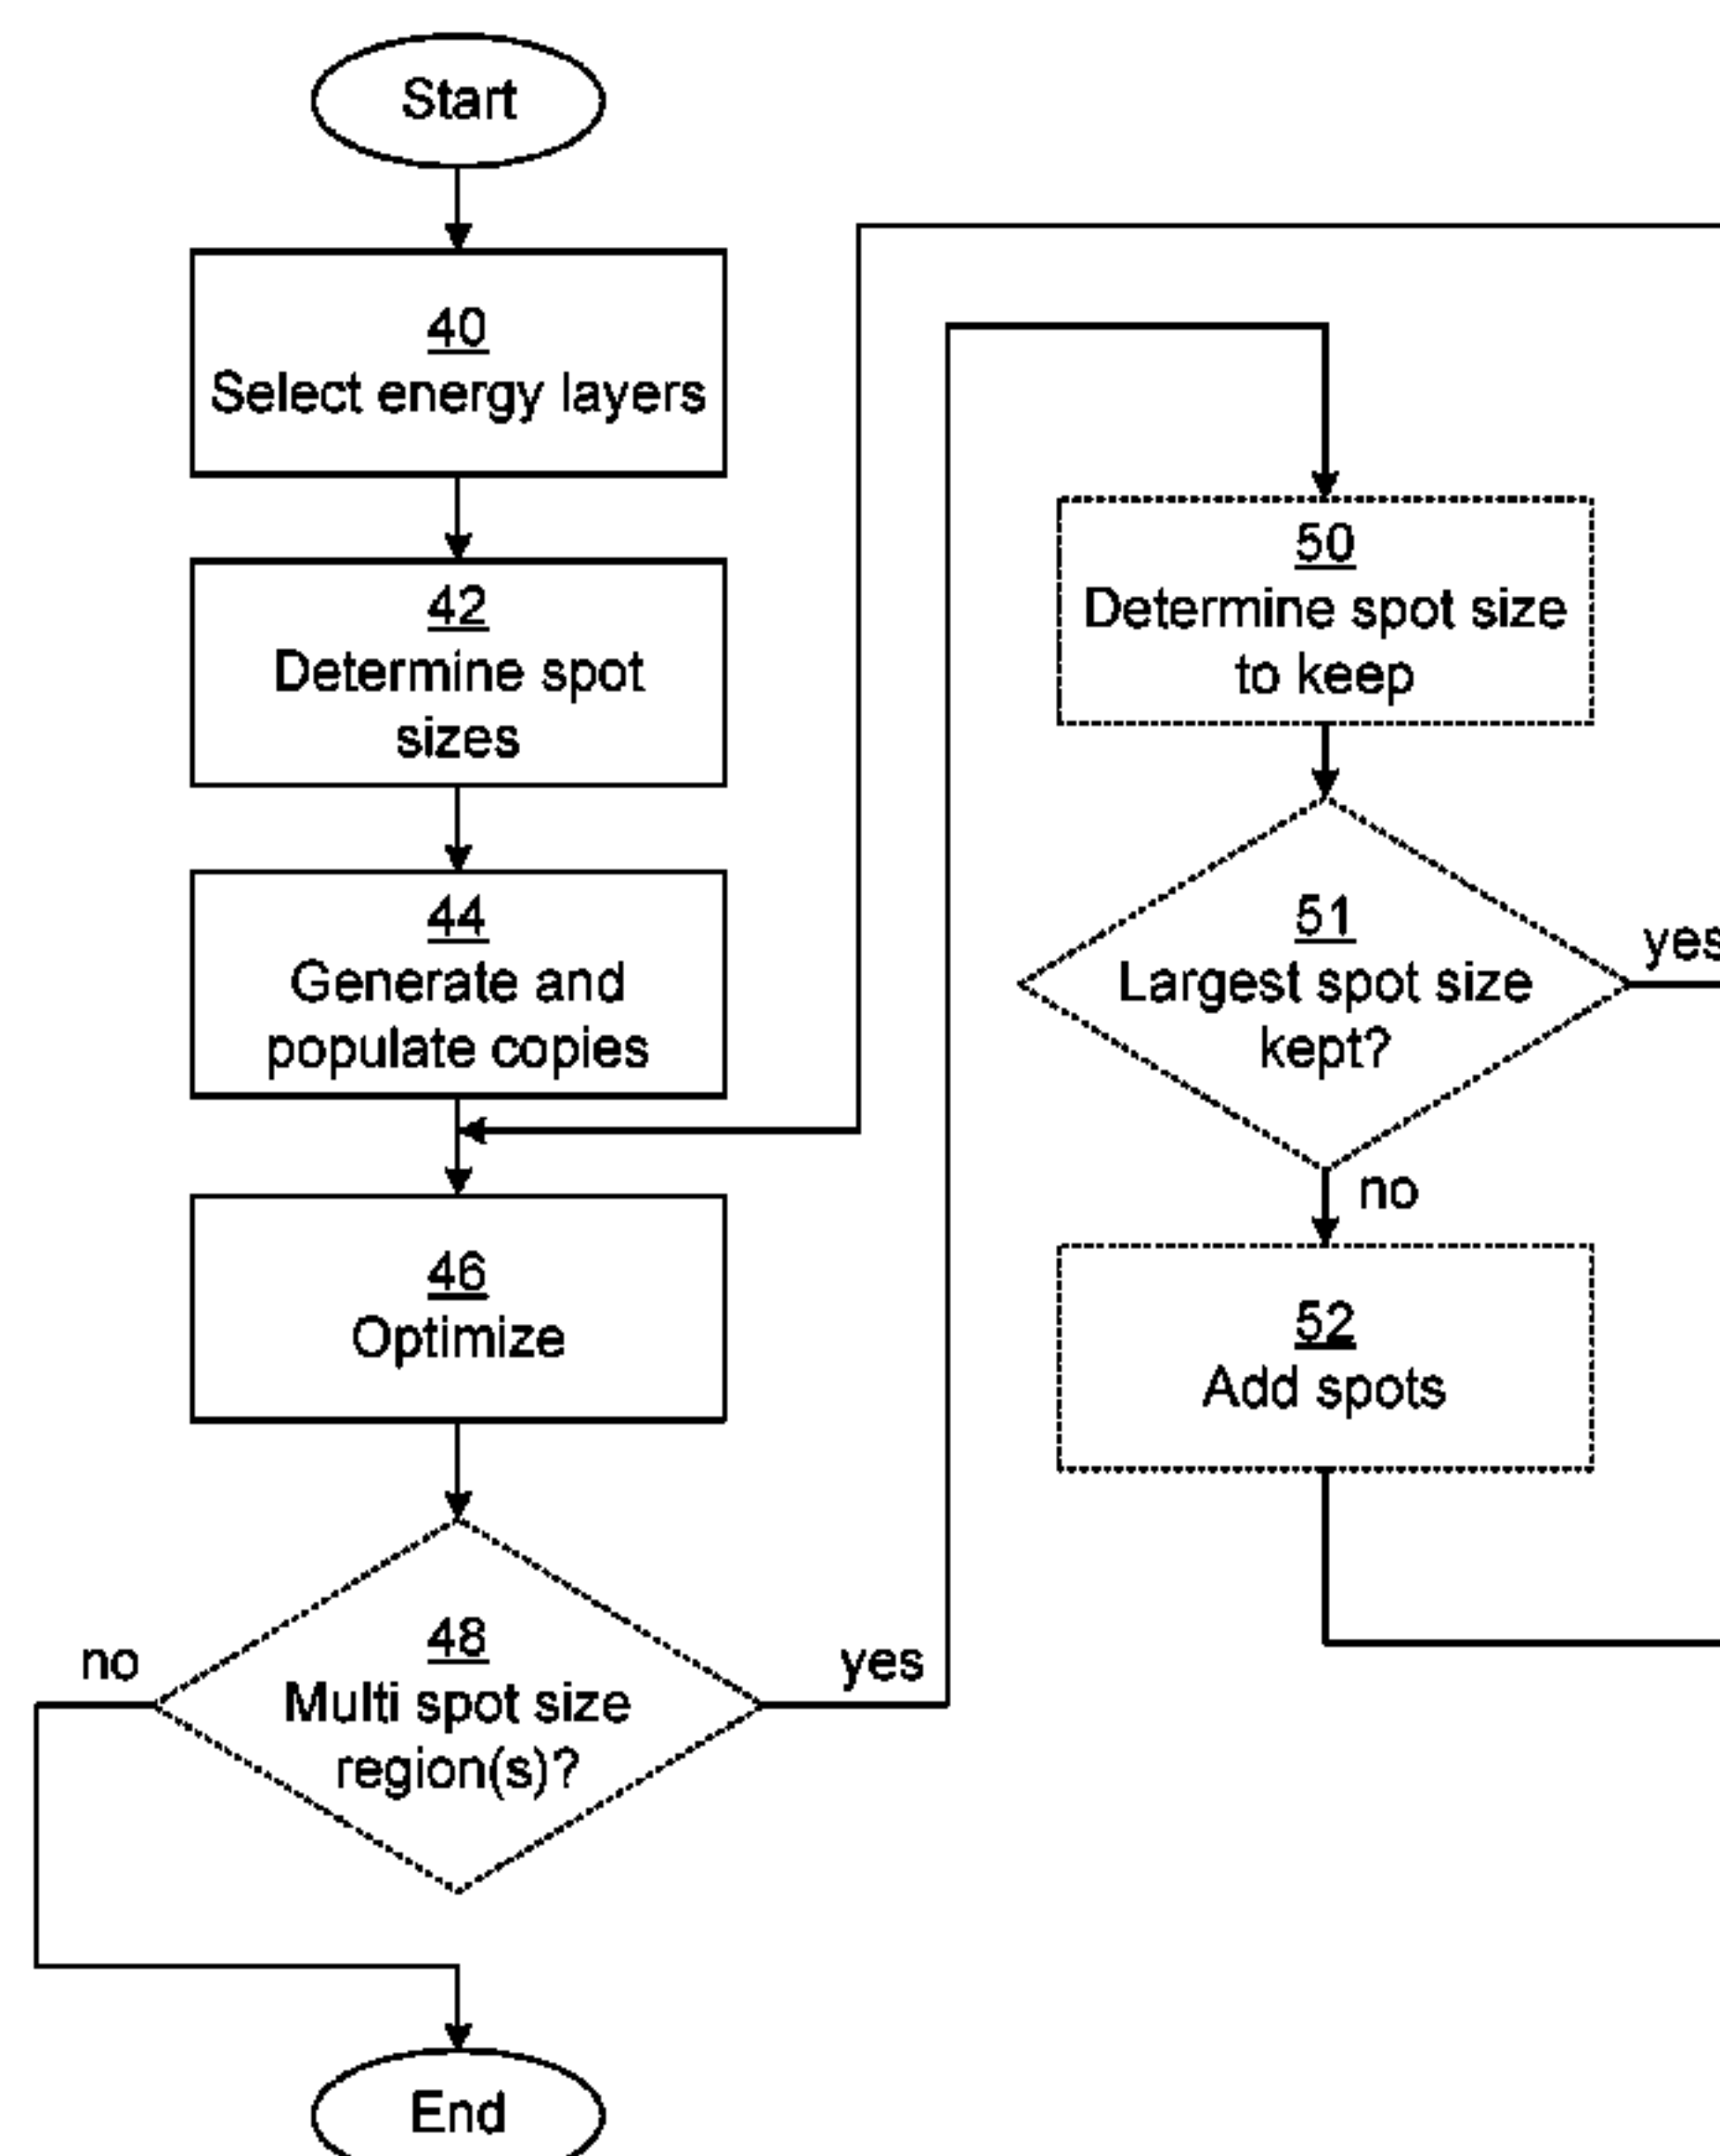 Start
40
Select energy layers
42
Determine spot
sizes
44
Generate and
populate copies
46
Optimize
48
Multi spot size
region(s)?
no
yes
End
50
Determine spot size
to keep
51
Largest spot size
kept?
yes
no
52
Add spots